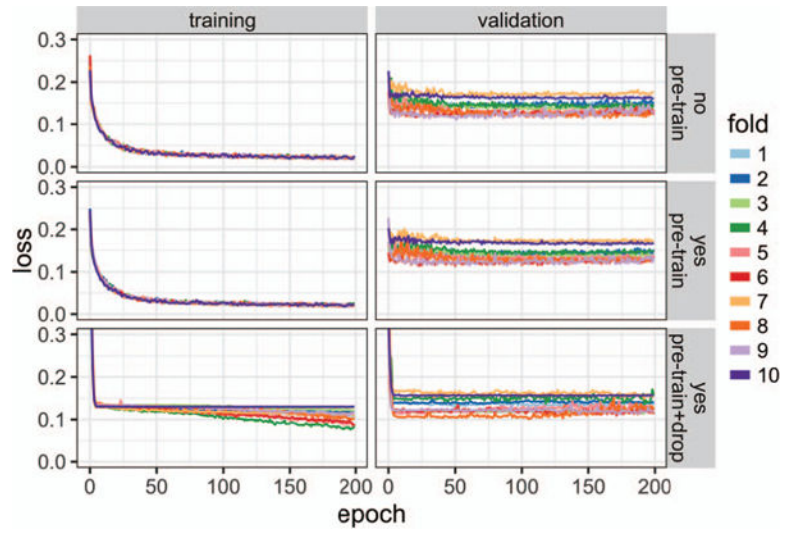 training
validation
0.3
0.2
0.1
0.0
no
pre-train
0.3
0.2
0.1
0.0
yes
pre-train
0.3
0.2
0.1
0.0
yes
pre-train+drop
loss
0 50 100 150 200
0 50 100 150 200
epoch
fold
1
2
3
4
5
6
7
8
9
10